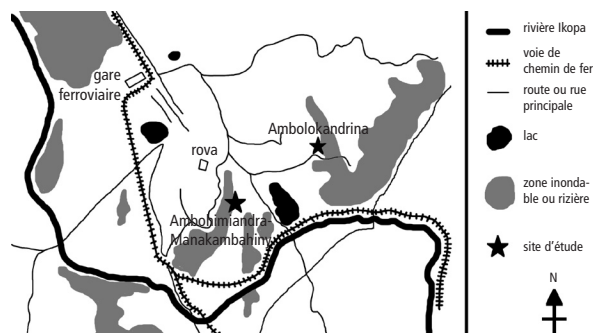 gare
ferroviaire
rova
Ambolokandrina
Ambohimiandra-
Manakambahiny
rivière Ikopa
voie de
chemin de fer
route ou rue
principale
lac
zone inonda-
ble ou rizière
site d'étude
N